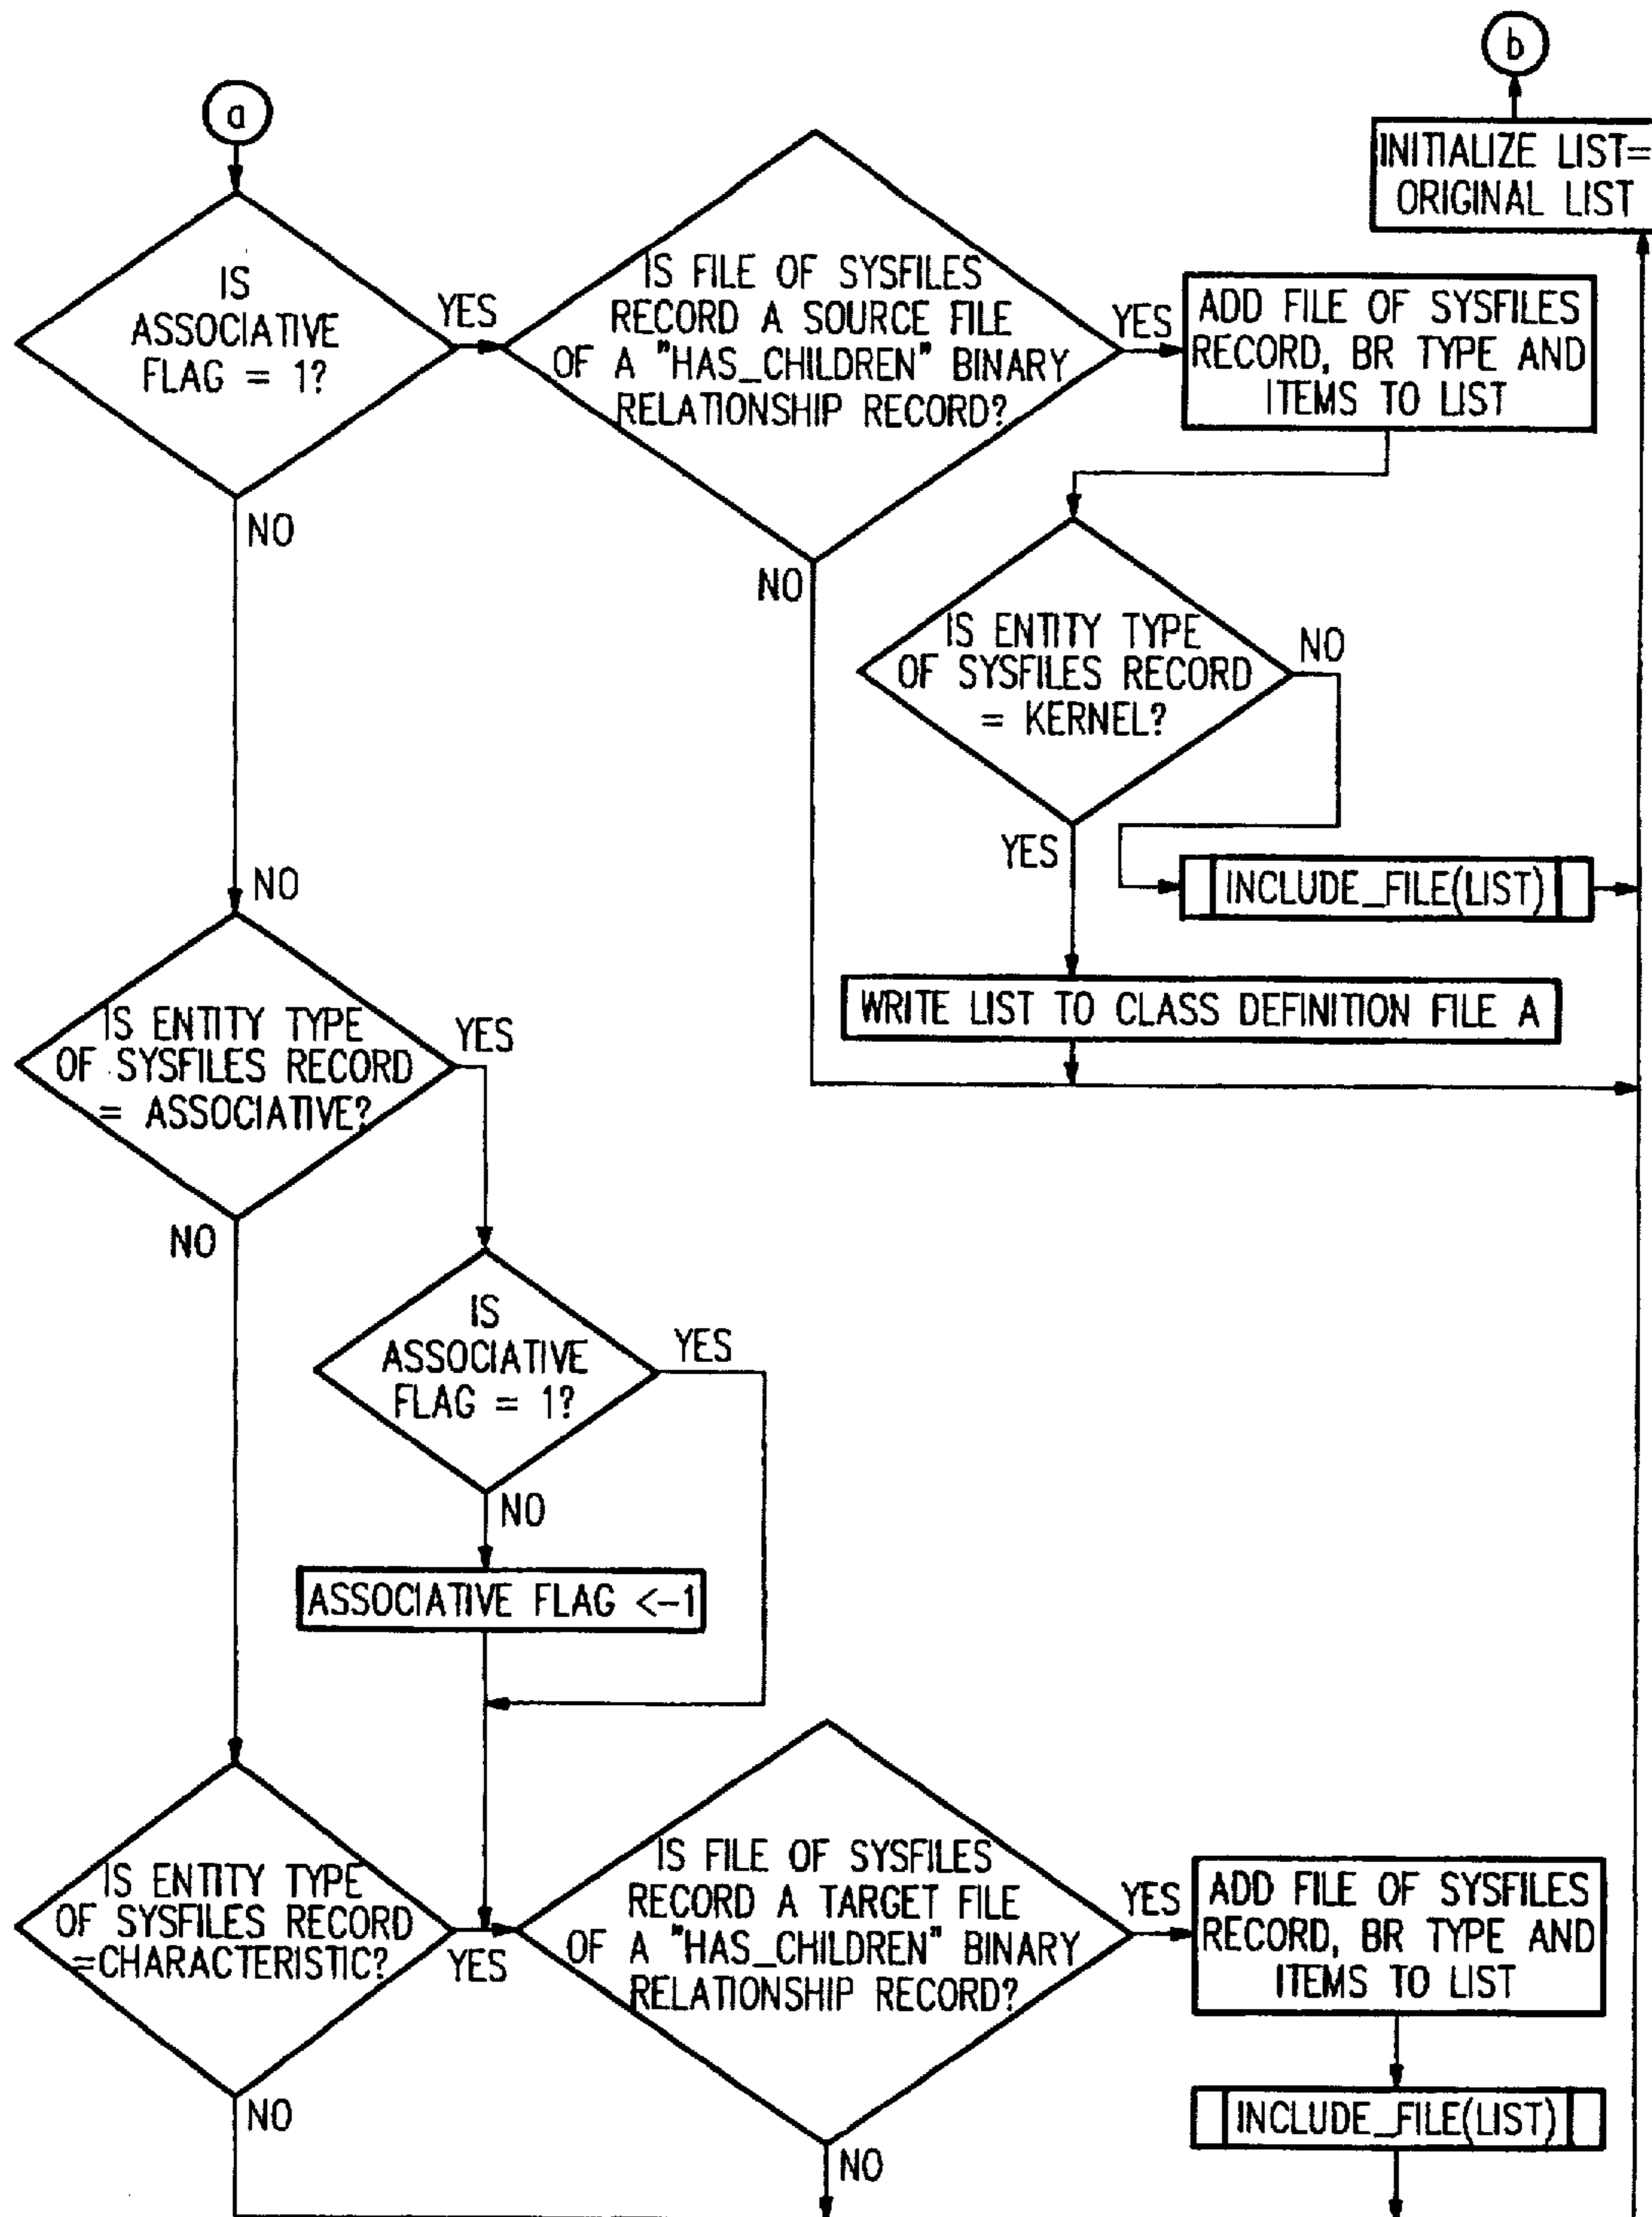 a
b
INITIALIZE LIST=
ORIGINAL LIST
IS
ASSOCIATIVE
FLAG = 1?
YES
NO
IS FILE OF SYSFILES
RECORD A SOURCE FILE
OF A "HAS_CHILDREN" BINARY
RELATIONSHIP RECORD?
YES
NO
ADD FILE OF SYSFILES
RECORD, BR TYPE AND
ITEMS TO LIST
IS ENTITY TYPE
OF SYSFILES RECORD
= KERNEL?
NO
YES
INCLUDE_FILE(LIST)
WRITE LIST TO CLASS DEFINITION FILE A
NO
IS ENTITY TYPE
OF SYSFILES RECORD
= ASSOCIATIVE?
YES
NO
IS
ASSOCIATIVE
FLAG = 1?
YES
NO
ASSOCIATIVE FLAG <-1
IS ENTITY TYPE
OF SYSFILES RECORD
=CHARACTERISTIC?
YES
NO
IS FILE OF SYSFILES
RECORD A TARGET FILE
OF A "HAS_CHILDREN" BINARY
RELATIONSHIP RECORD?
YES
NO
ADD FILE OF SYSFILES
RECORD, BR TYPE AND
ITEMS TO LIST
INCLUDE_FILE(LIST)